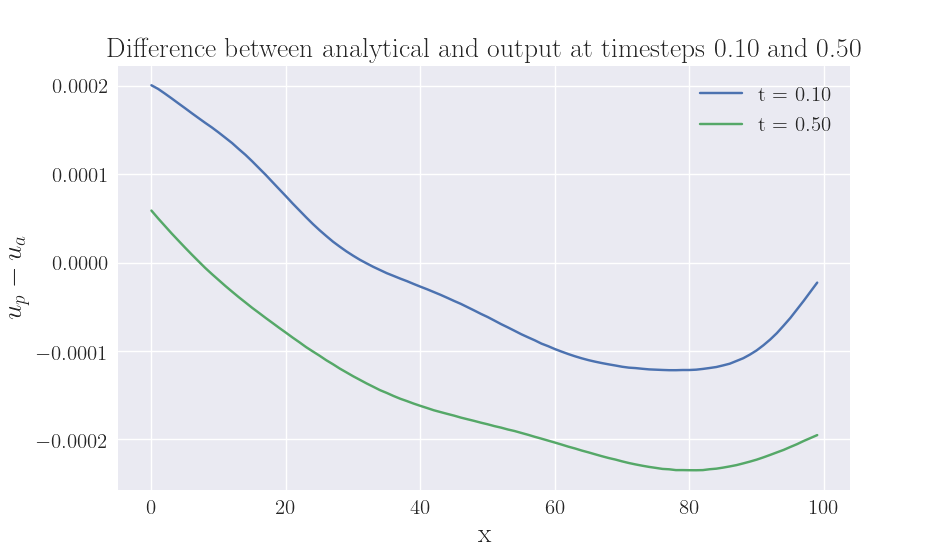 Difference between analytical and output at timesteps 0.10 and 0.50
0.0002
0.0001
0.0000
−0.0001
−0.0002
u_p − u_a
t = 0.10
t = 0.50
0 20 40 60 80 100
x